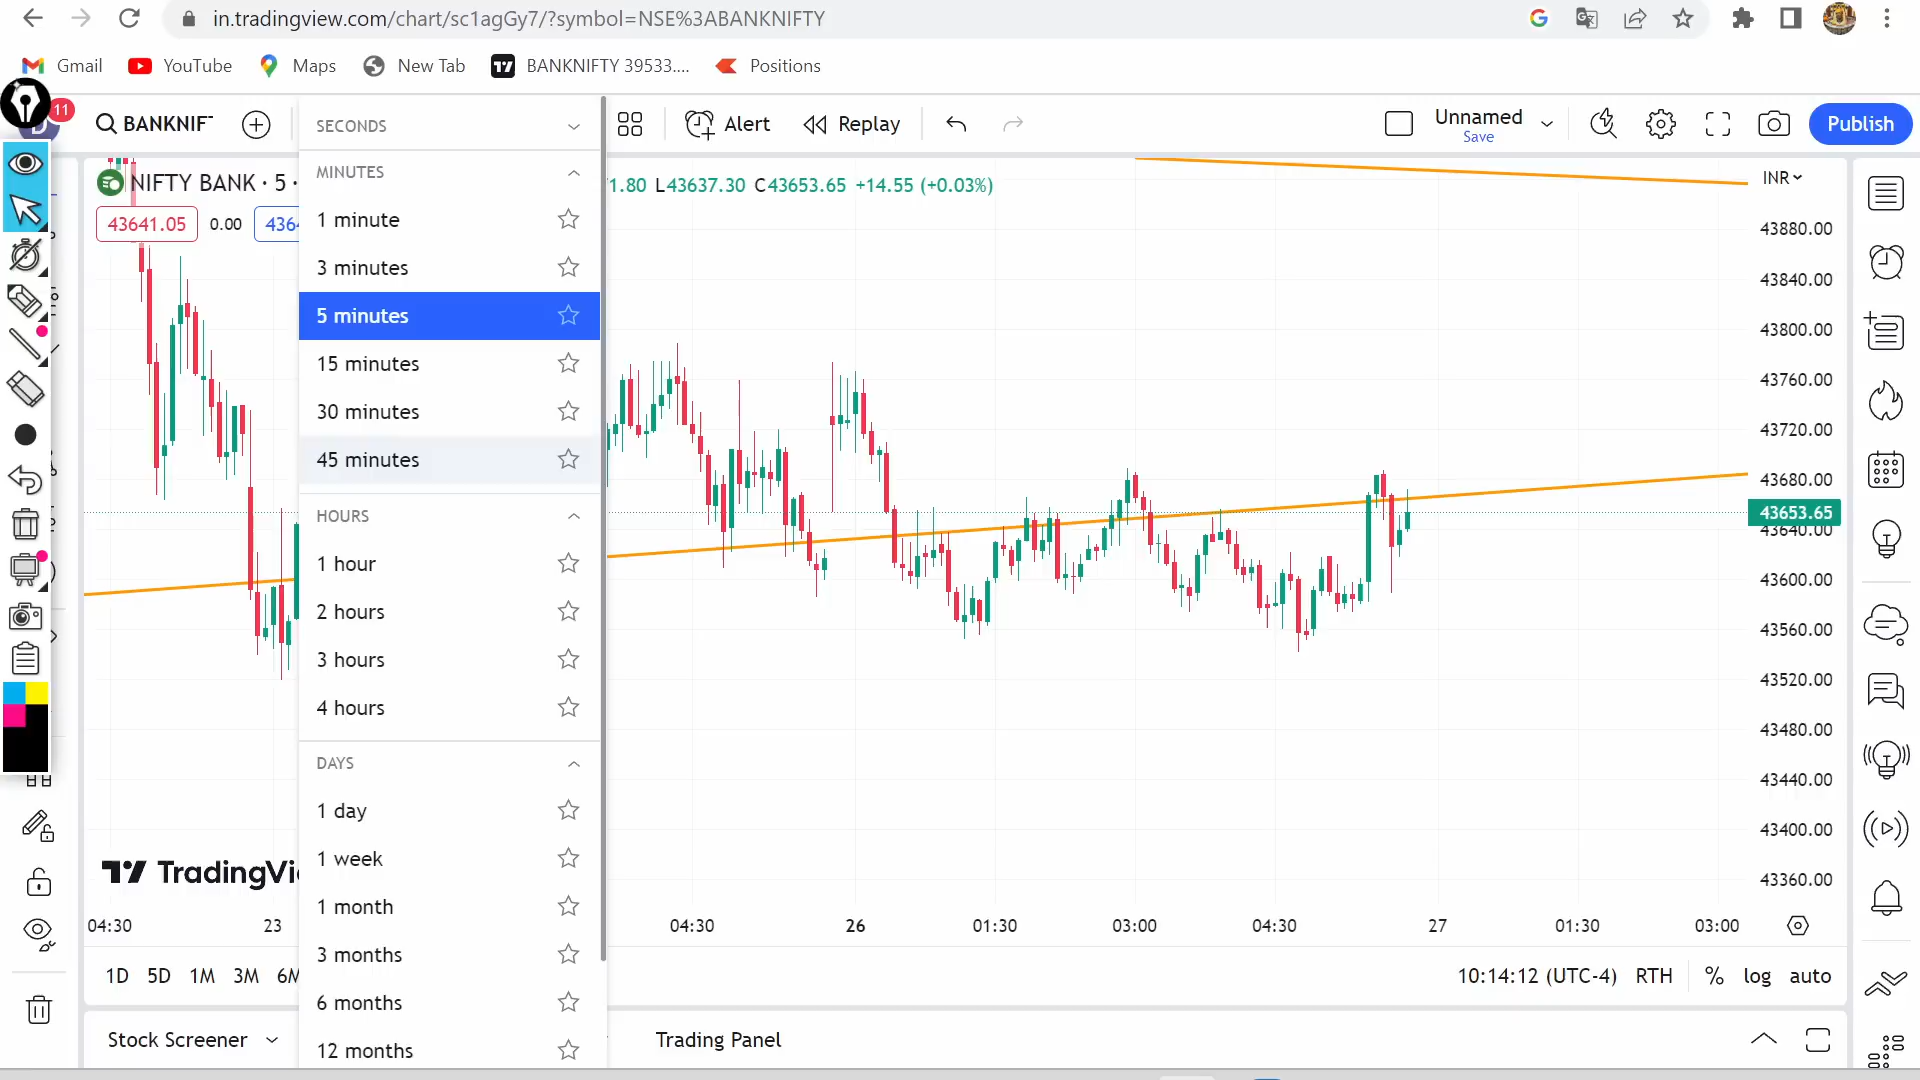 in.tradingview.com/chart/sc1agGy7/?symbol=NSE%3ABANKNIFTY
Gmail
YouTube
Maps
New Tab
BANKNIFTY 39533....
Positions
11
BANKNIF
SECONDS
Alert
Replay
Unnamed
Save
Publish
MINUTES
1 minute
3 minutes
5 minutes
15 minutes
30 minutes
45 minutes
HOURS
1 hour
2 hours
3 hours
4 hours
DAYS
1 day
1 week
1 month
3 months
6 months
12 months
NIFTY BANK · 5 ·
1.80 L43637.30 C43653.65 +14.55 (+0.03%)
43641.05
0.00
INR
43880.00
43840.00
43800.00
43760.00
43720.00
43680.00
43653.65
43640.00
43600.00
43560.00
43520.00
43480.00
43440.00
43400.00
43360.00
TradingVi
04:30 23 04:30 26 01:30 03:00 04:30 27 01:30 03:00
1D 5D 1M 3M 6M
10:14:12 (UTC-4) RTH % log auto
Stock Screener
Trading Panel